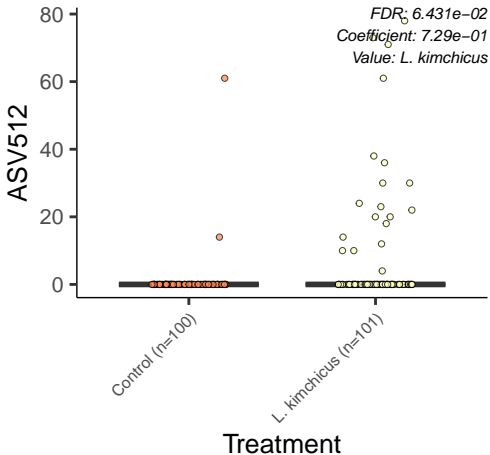 FDR: 6.431e−02
Coefficient: 7.29e−01
Value: L. kimchicus
80
60
40
20
0
ASV512
Control (n=100)
L. kimchicus (n=101)
Treatment